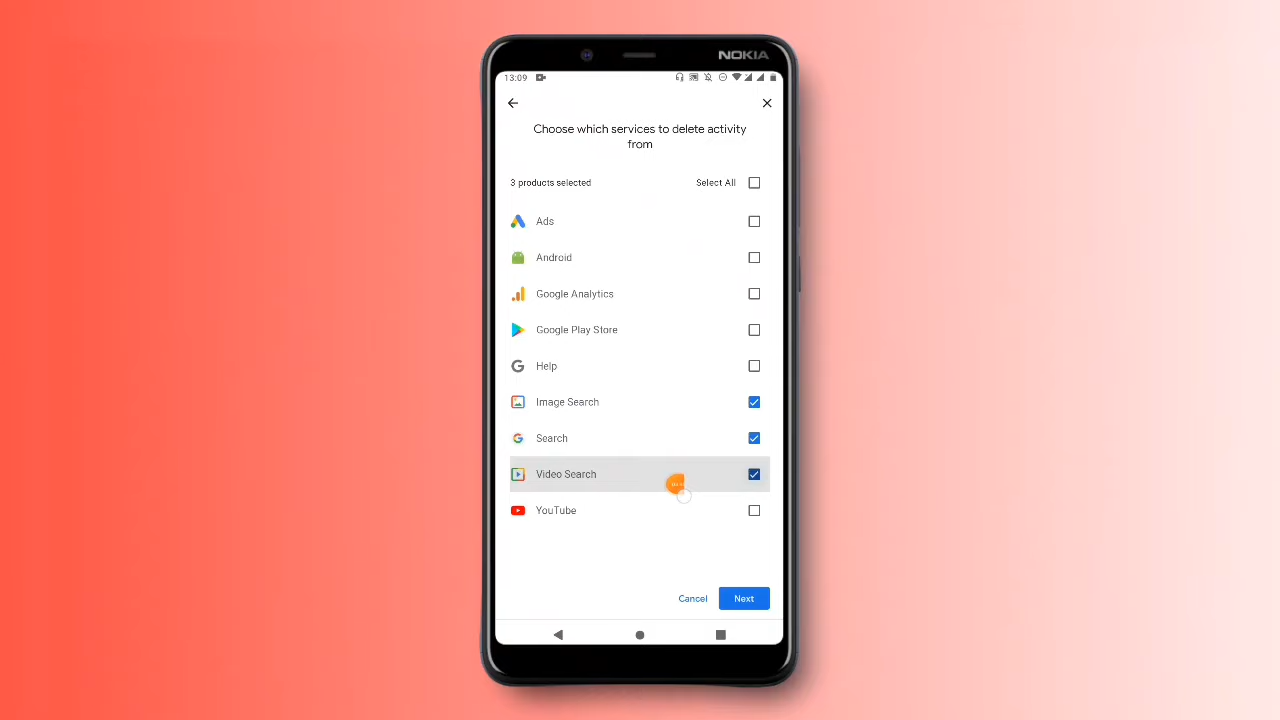 NOKIA
13:09
Choose which services to delete activity
from
3 products selected Select All
Ads
Android
Google Analytics
Google Play Store
Help
Image Search
Search
Video Search
YouTube
Cancel Next